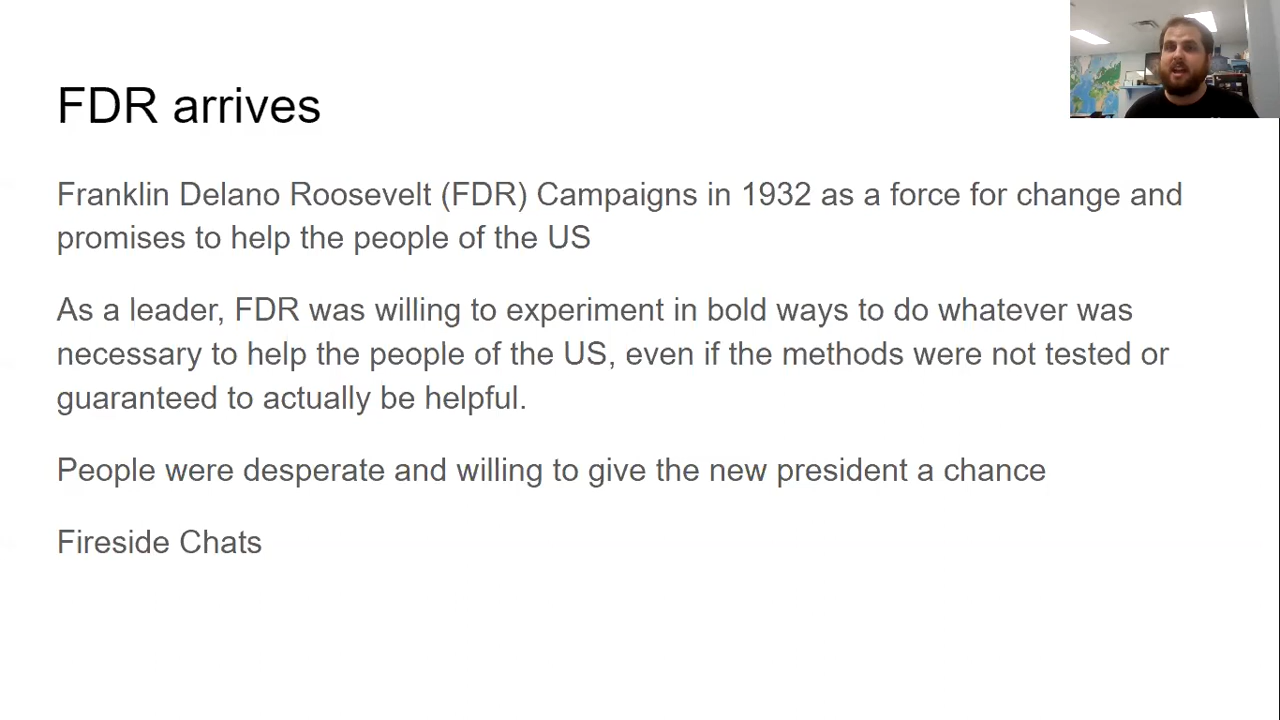 FDR arrives
Franklin Delano Roosevelt (FDR) Campaigns in 1932 as a force for change and
promises to help the people of the US
As a leader, FDR was willing to experiment in bold ways to do whatever was
necessary to help the people of the US, even if the methods were not tested or
guaranteed to actually be helpful.
People were desperate and willing to give the new president a chance
Fireside Chats